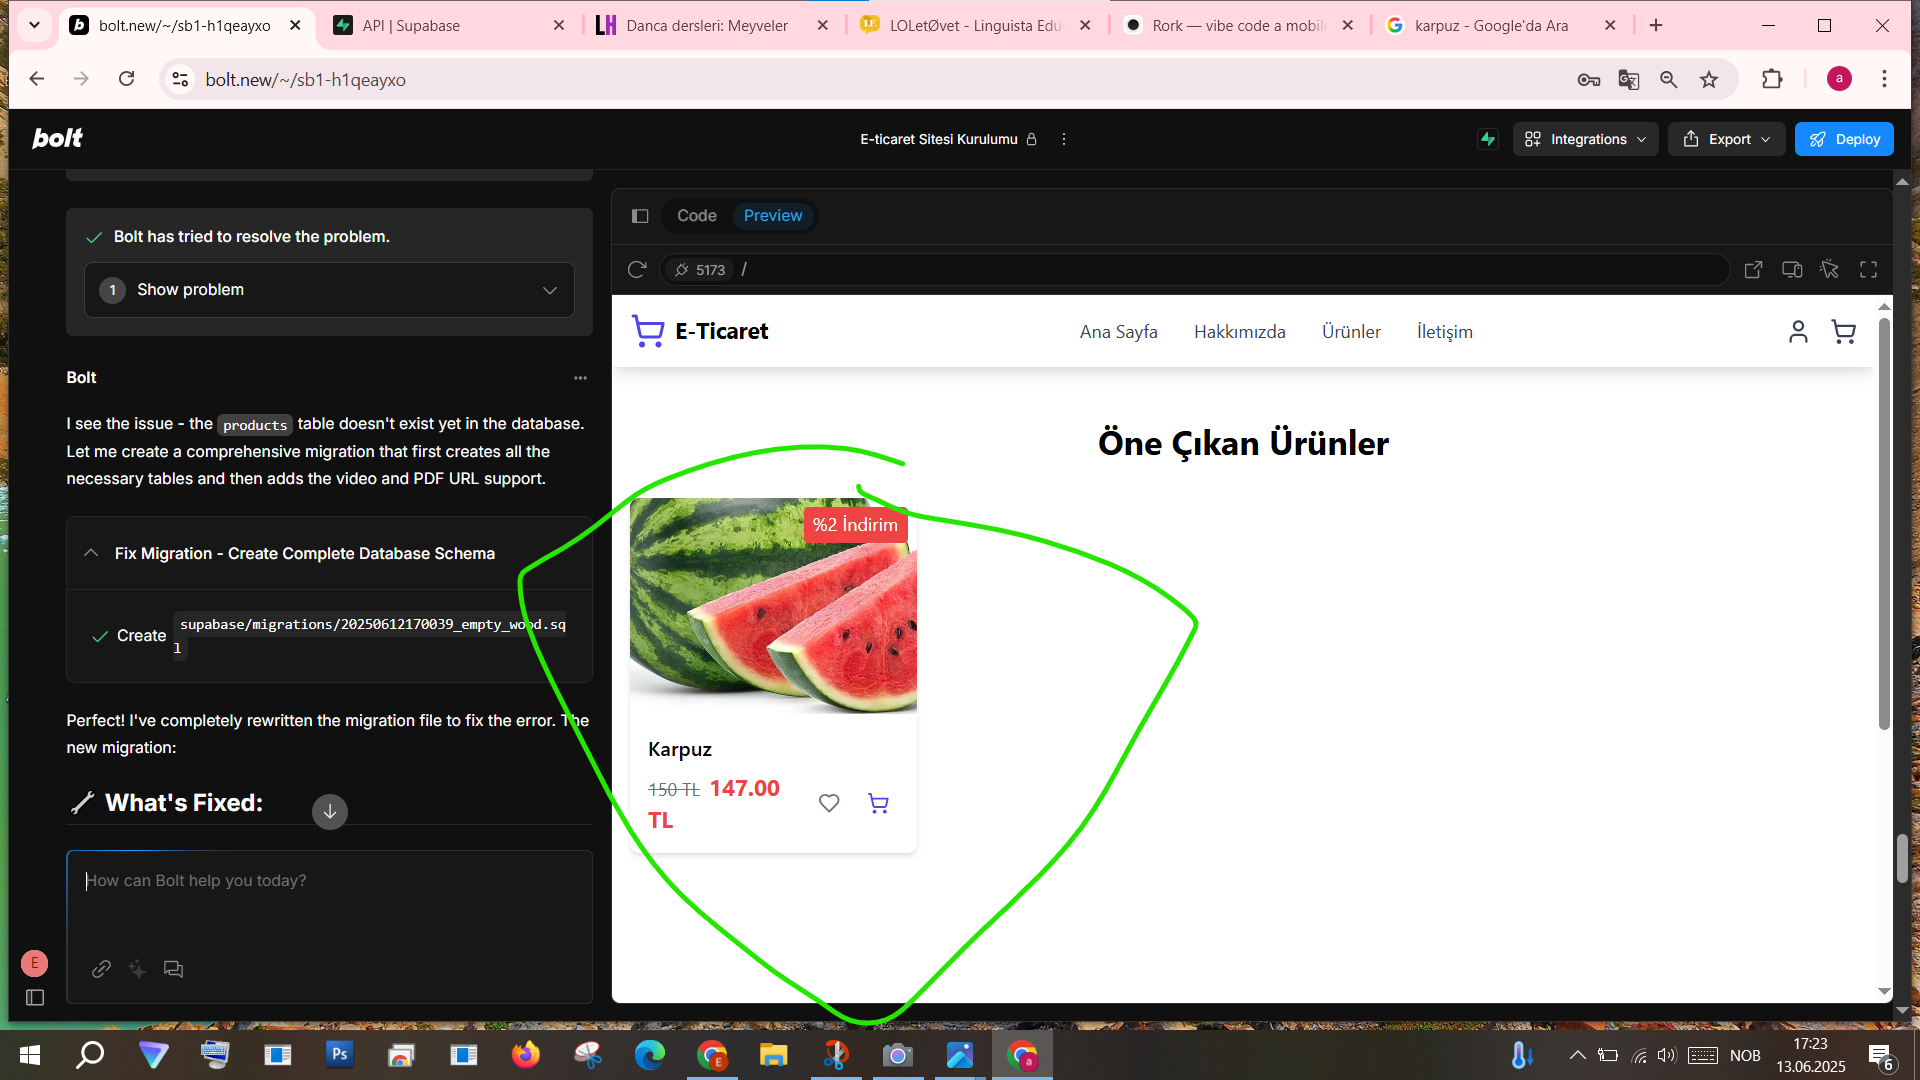 bolt.new/~/sb1-h1qeayxo
API | Supabase
Danca dersleri: Meyveler
LOLetØvet - Linguista Edu
Rork — vibe code a mobile
karpuz - Google'da Ara
bolt.new/~/sb1-h1qeayxo
a
bolt
E-ticaret Sitesi Kurulumu
Integrations
Export
Deploy
Bolt has tried to resolve the problem.
1 Show problem
Bolt
I see the issue - the products table doesn't exist yet in the database.
Let me create a comprehensive migration that first creates all the
necessary tables and then adds the video and PDF URL support.
Fix Migration - Create Complete Database Schema
Create supabase/migrations/20250612170039_empty_wood.sq
l
Perfect! I've completely rewritten the migration file to fix the error. The
new migration:
What's Fixed:
How can Bolt help you today?
E
Code
Preview
5173 /
E-Ticaret
Ana Sayfa
Hakkımızda
Ürünler
İletişim
Öne Çıkan Ürünler
%2 İndirim
Karpuz
150 TL 147.00
TL
Ps
E
a
NOB
17:23
13.06.2025
6